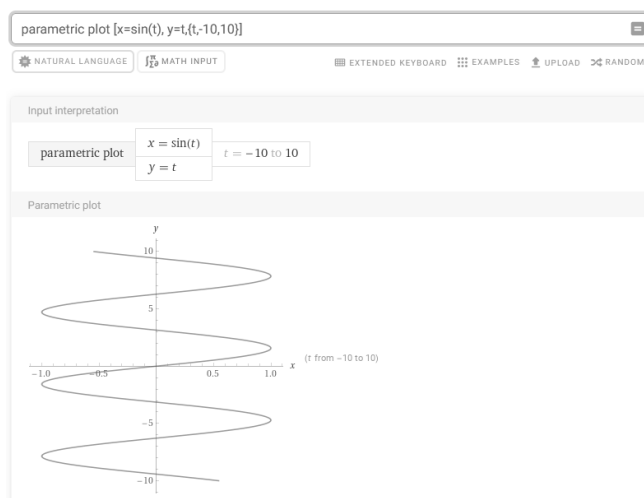 parametric plot [x=sin(t), y=t,{t,-10,10}]
NATURAL LANGUAGE ∫Σ∂π MATH INPUT EXTENDED KEYBOARD EXAMPLES UPLOAD RANDOM
Input interpretation
parametric plot x = sin(t) t = −10 to 10
y = t
Parametric plot
y
10
5
(t from −10 to 10)
x
−1.0 −0.5 0.5 1.0
−5
−10